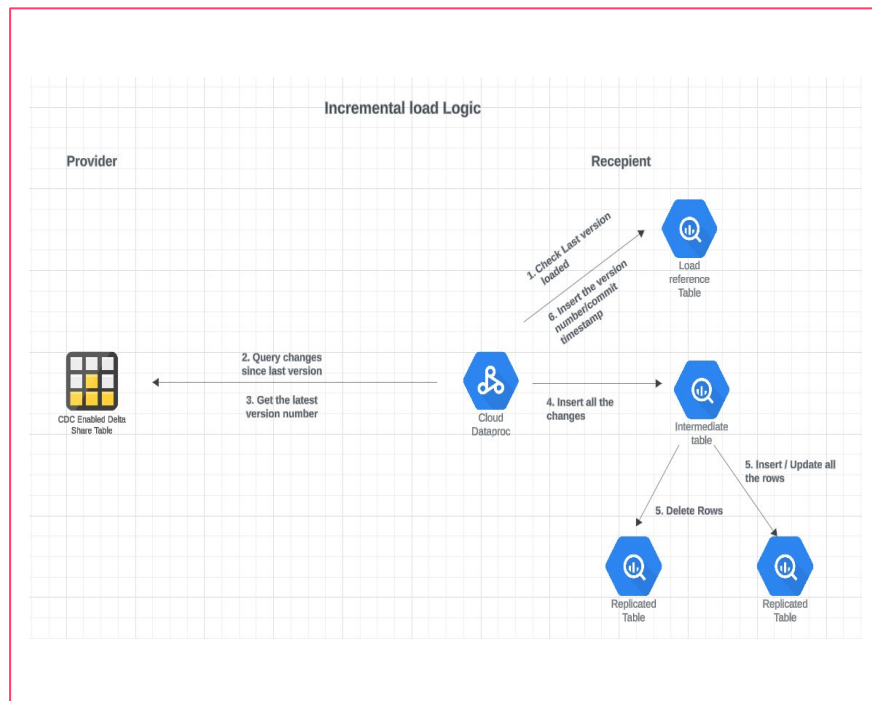 Incremental load Logic
Provider
Recepient
1. Check Last version
loaded
6. Insert the version
number/commit
timestamp
Load
reference
Table
2. Query changes
since last version
3. Get the latest
version number
CDC Enabled Delta
Share Table
Cloud
Dataproc
4. Insert all the
changes
Intermediate
table
5. Insert / Update all
the rows
5. Delete Rows
Replicated
Table
Replicated
Table